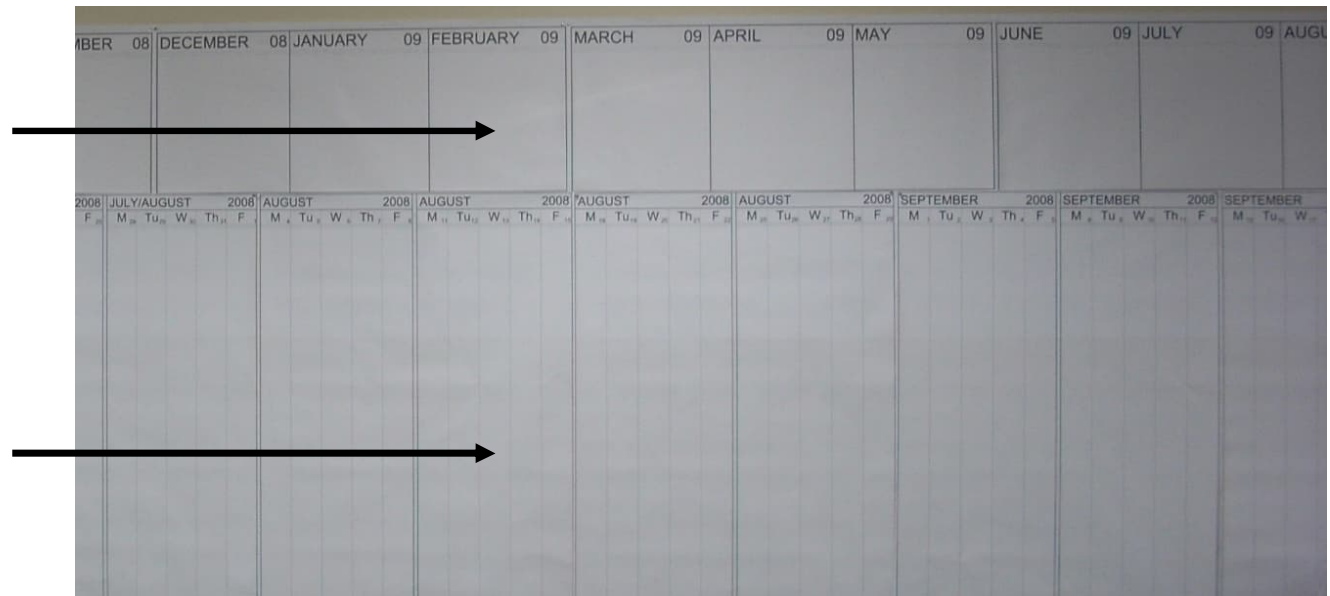 MBER 08 DECEMBER 08 JANUARY 09 FEBRUARY 09 MARCH 09 APRIL 09 MAY 09 JUNE 09 JULY 09 AUGU
2008 JULY/AUGUST 2008 AUGUST 2008 AUGUST 2008 AUGUST 2008 AUGUST 2008 SEPTEMBER 2008 SEPTEMBER 2008 SEPTEMBER
F M Tu W Th F M Tu W Th F M Tu W Th F M Tu W Th F M Tu W Th F M Tu W Th F M Tu W Th F M Tu W